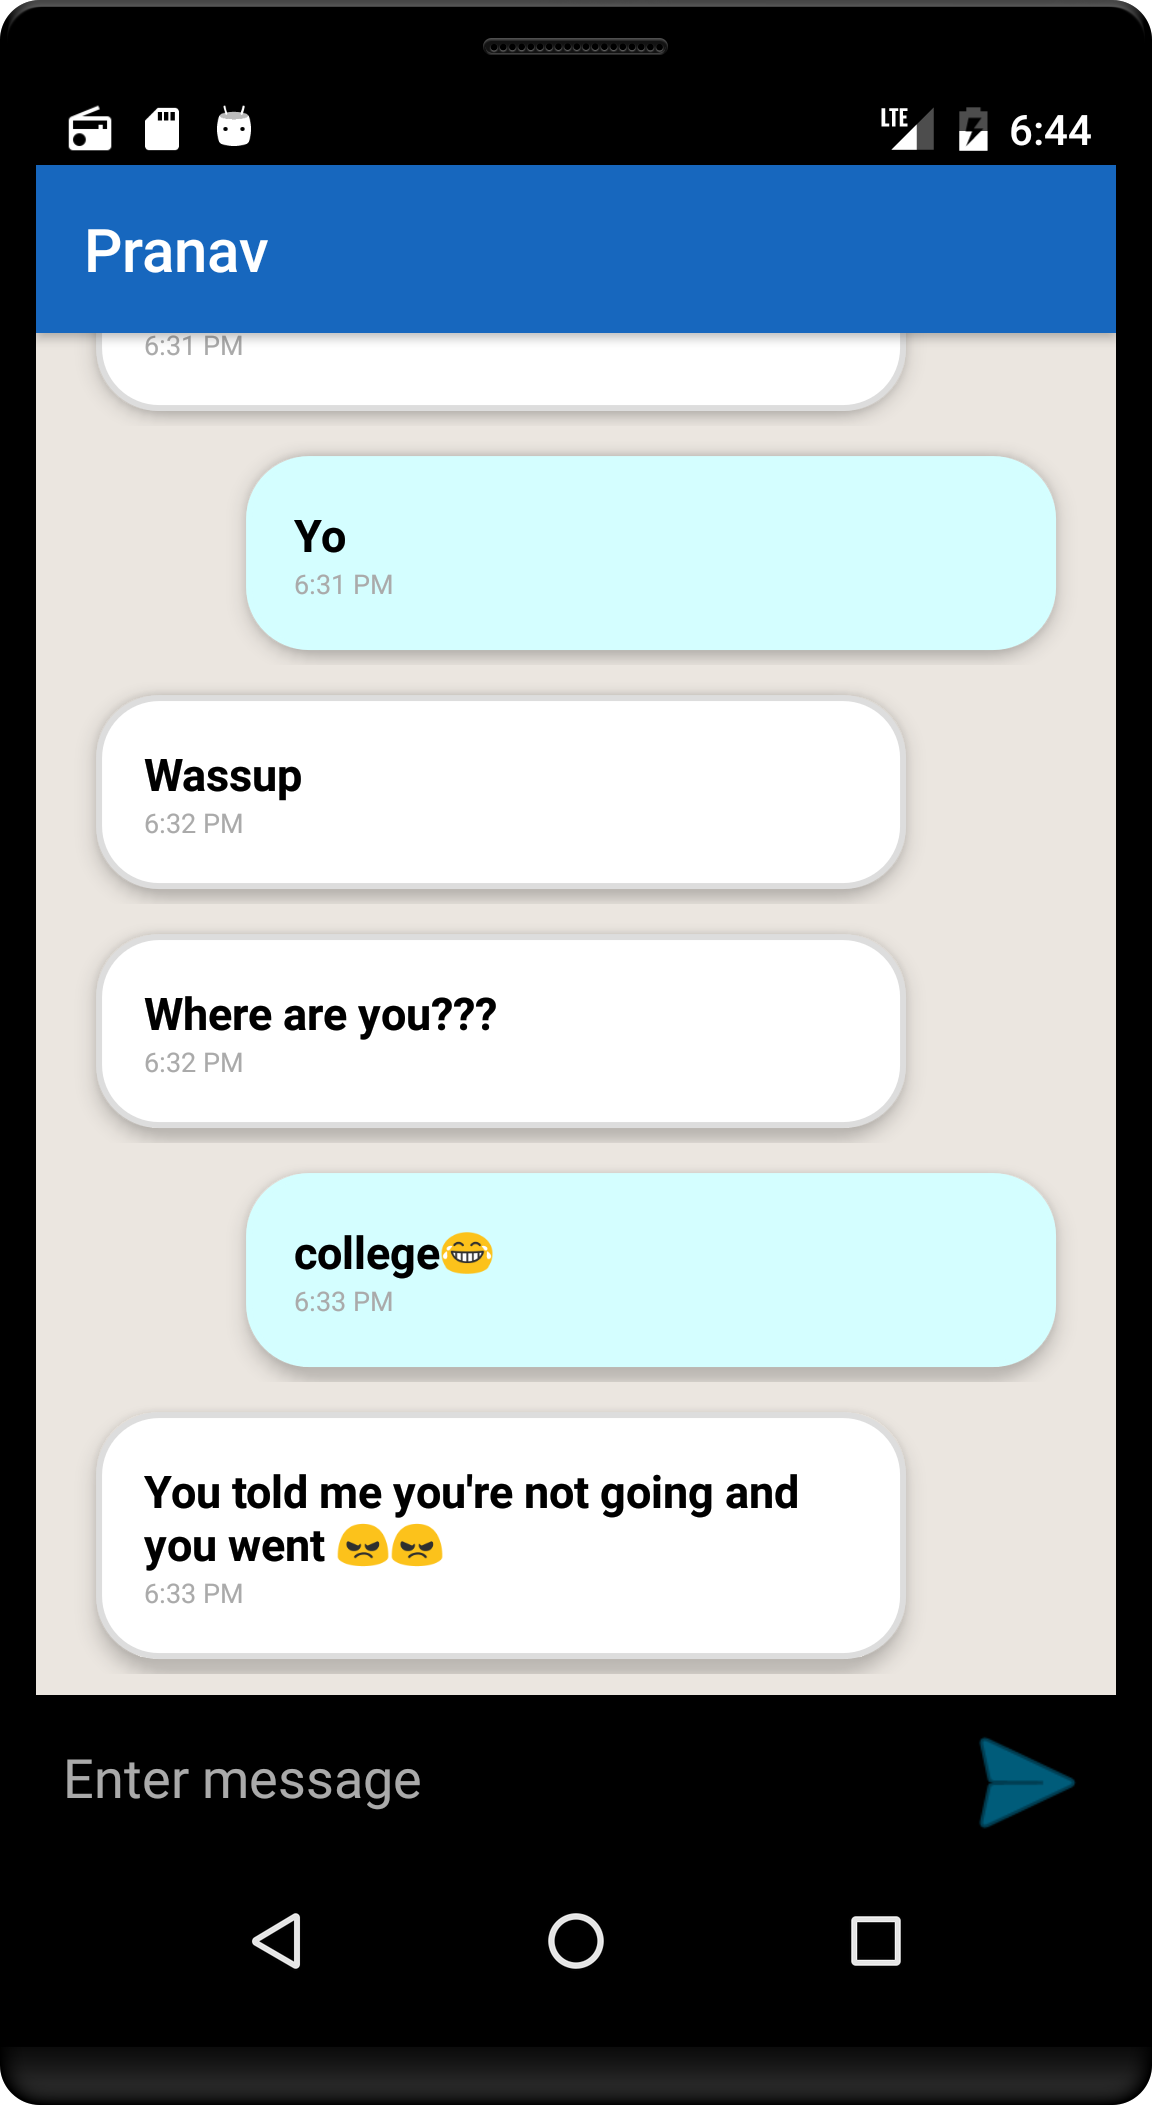 LTE 6:44
Pranav
6:31 PM
Yo
6:31 PM
Wassup
6:32 PM
Where are you???
6:32 PM
college😂
6:33 PM
You told me you're not going and
you went 😠😠
6:33 PM
Enter message